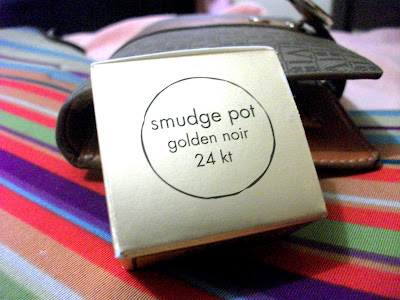 smudge pot
golden noir
24 kt